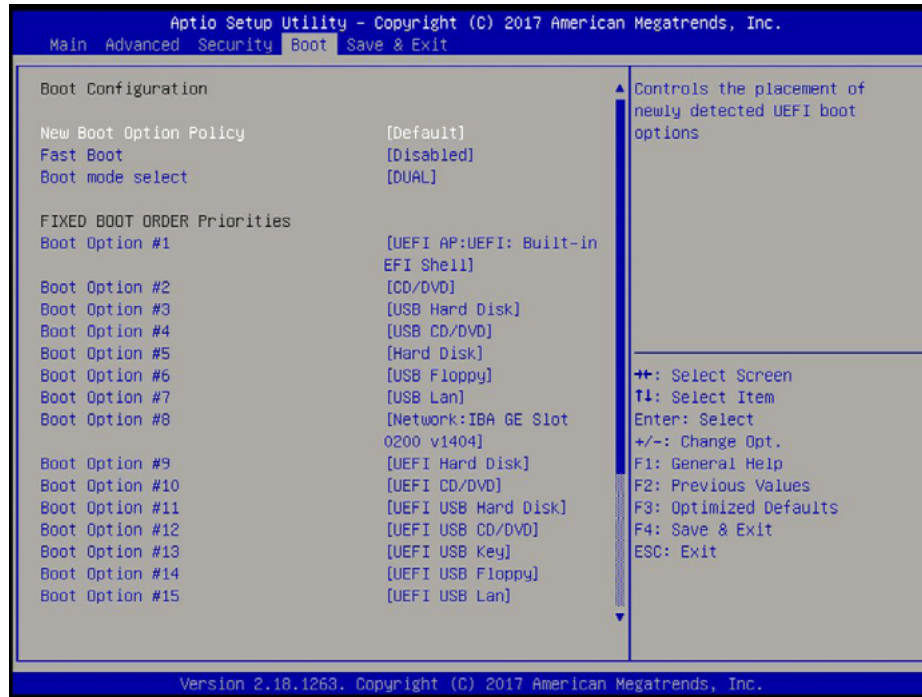 Aptio Setup Utility – Copyright (C) 2017 American Megatrends, Inc.
Main Advanced Security Boot Save & Exit
Boot Configuration
New Boot Option Policy [Default]
Fast Boot [Disabled]
Boot mode select [DUAL]
FIXED BOOT ORDER Priorities
Boot Option #1 [UEFI AP:UEFI: Built-in
EFI Shell]
Boot Option #2 [CD/DVD]
Boot Option #3 [USB Hard Disk]
Boot Option #4 [USB CD/DVD]
Boot Option #5 [Hard Disk]
Boot Option #6 [USB Floppy]
Boot Option #7 [USB Lan]
Boot Option #8 [Network:IBA GE Slot
0200 v1404]
Boot Option #9 [UEFI Hard Disk]
Boot Option #10 [UEFI CD/DVD]
Boot Option #11 [UEFI USB Hard Disk]
Boot Option #12 [UEFI USB CD/DVD]
Boot Option #13 [UEFI USB Key]
Boot Option #14 [UEFI USB Floppy]
Boot Option #15 [UEFI USB Lan]
Controls the placement of
newly detected UEFI boot
options
→←: Select Screen
↑↓: Select Item
Enter: Select
+/-: Change Opt.
F1: General Help
F2: Previous Values
F3: Optimized Defaults
F4: Save & Exit
ESC: Exit
Version 2.18.1263. Copyright (C) 2017 American Megatrends, Inc.